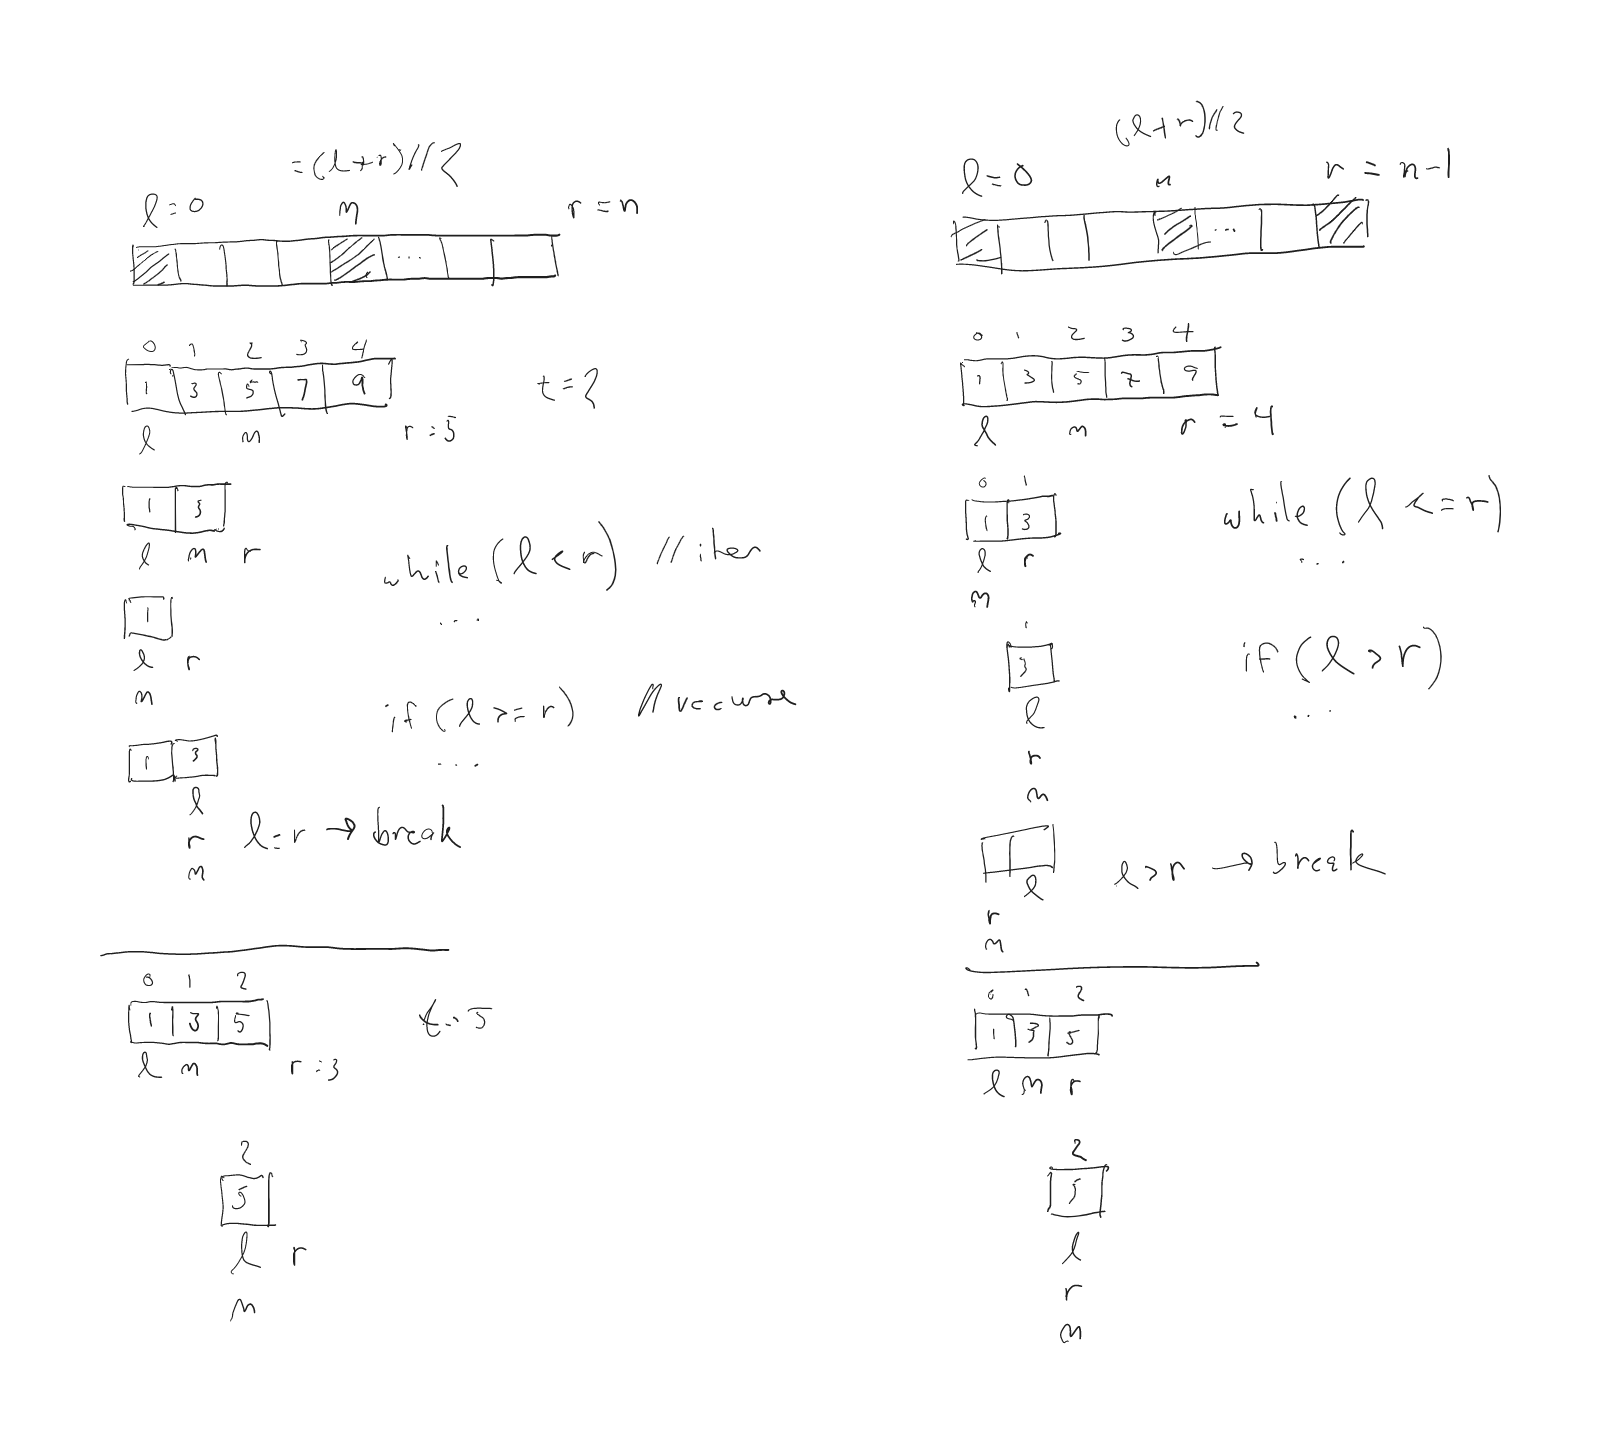 = (l+r)//2
l=0 m r = n
...
0 1 2 3 4
1 3 5 7 9 t=2
l m r=5
1 3
l m r
while (l < r) // iter
...
1
l r
m
if (l >= r) // recurse
...
1 3
l
r
m
l=r → break
0 1 2
1 3 5 t=5
l m r=3
2
5
l r
m
(l+r)//2
l=0 m r = n-1
...
0 1 2 3 4
1 3 5 7 9
l m r = 4
0 1
1 3
l r
m
while (l <= r)
...
1
3
l
r
m
if (l > r)
...
l
r
m
l>r → break
0 1 2
1 3 5
l m r
2
5
l
r
m